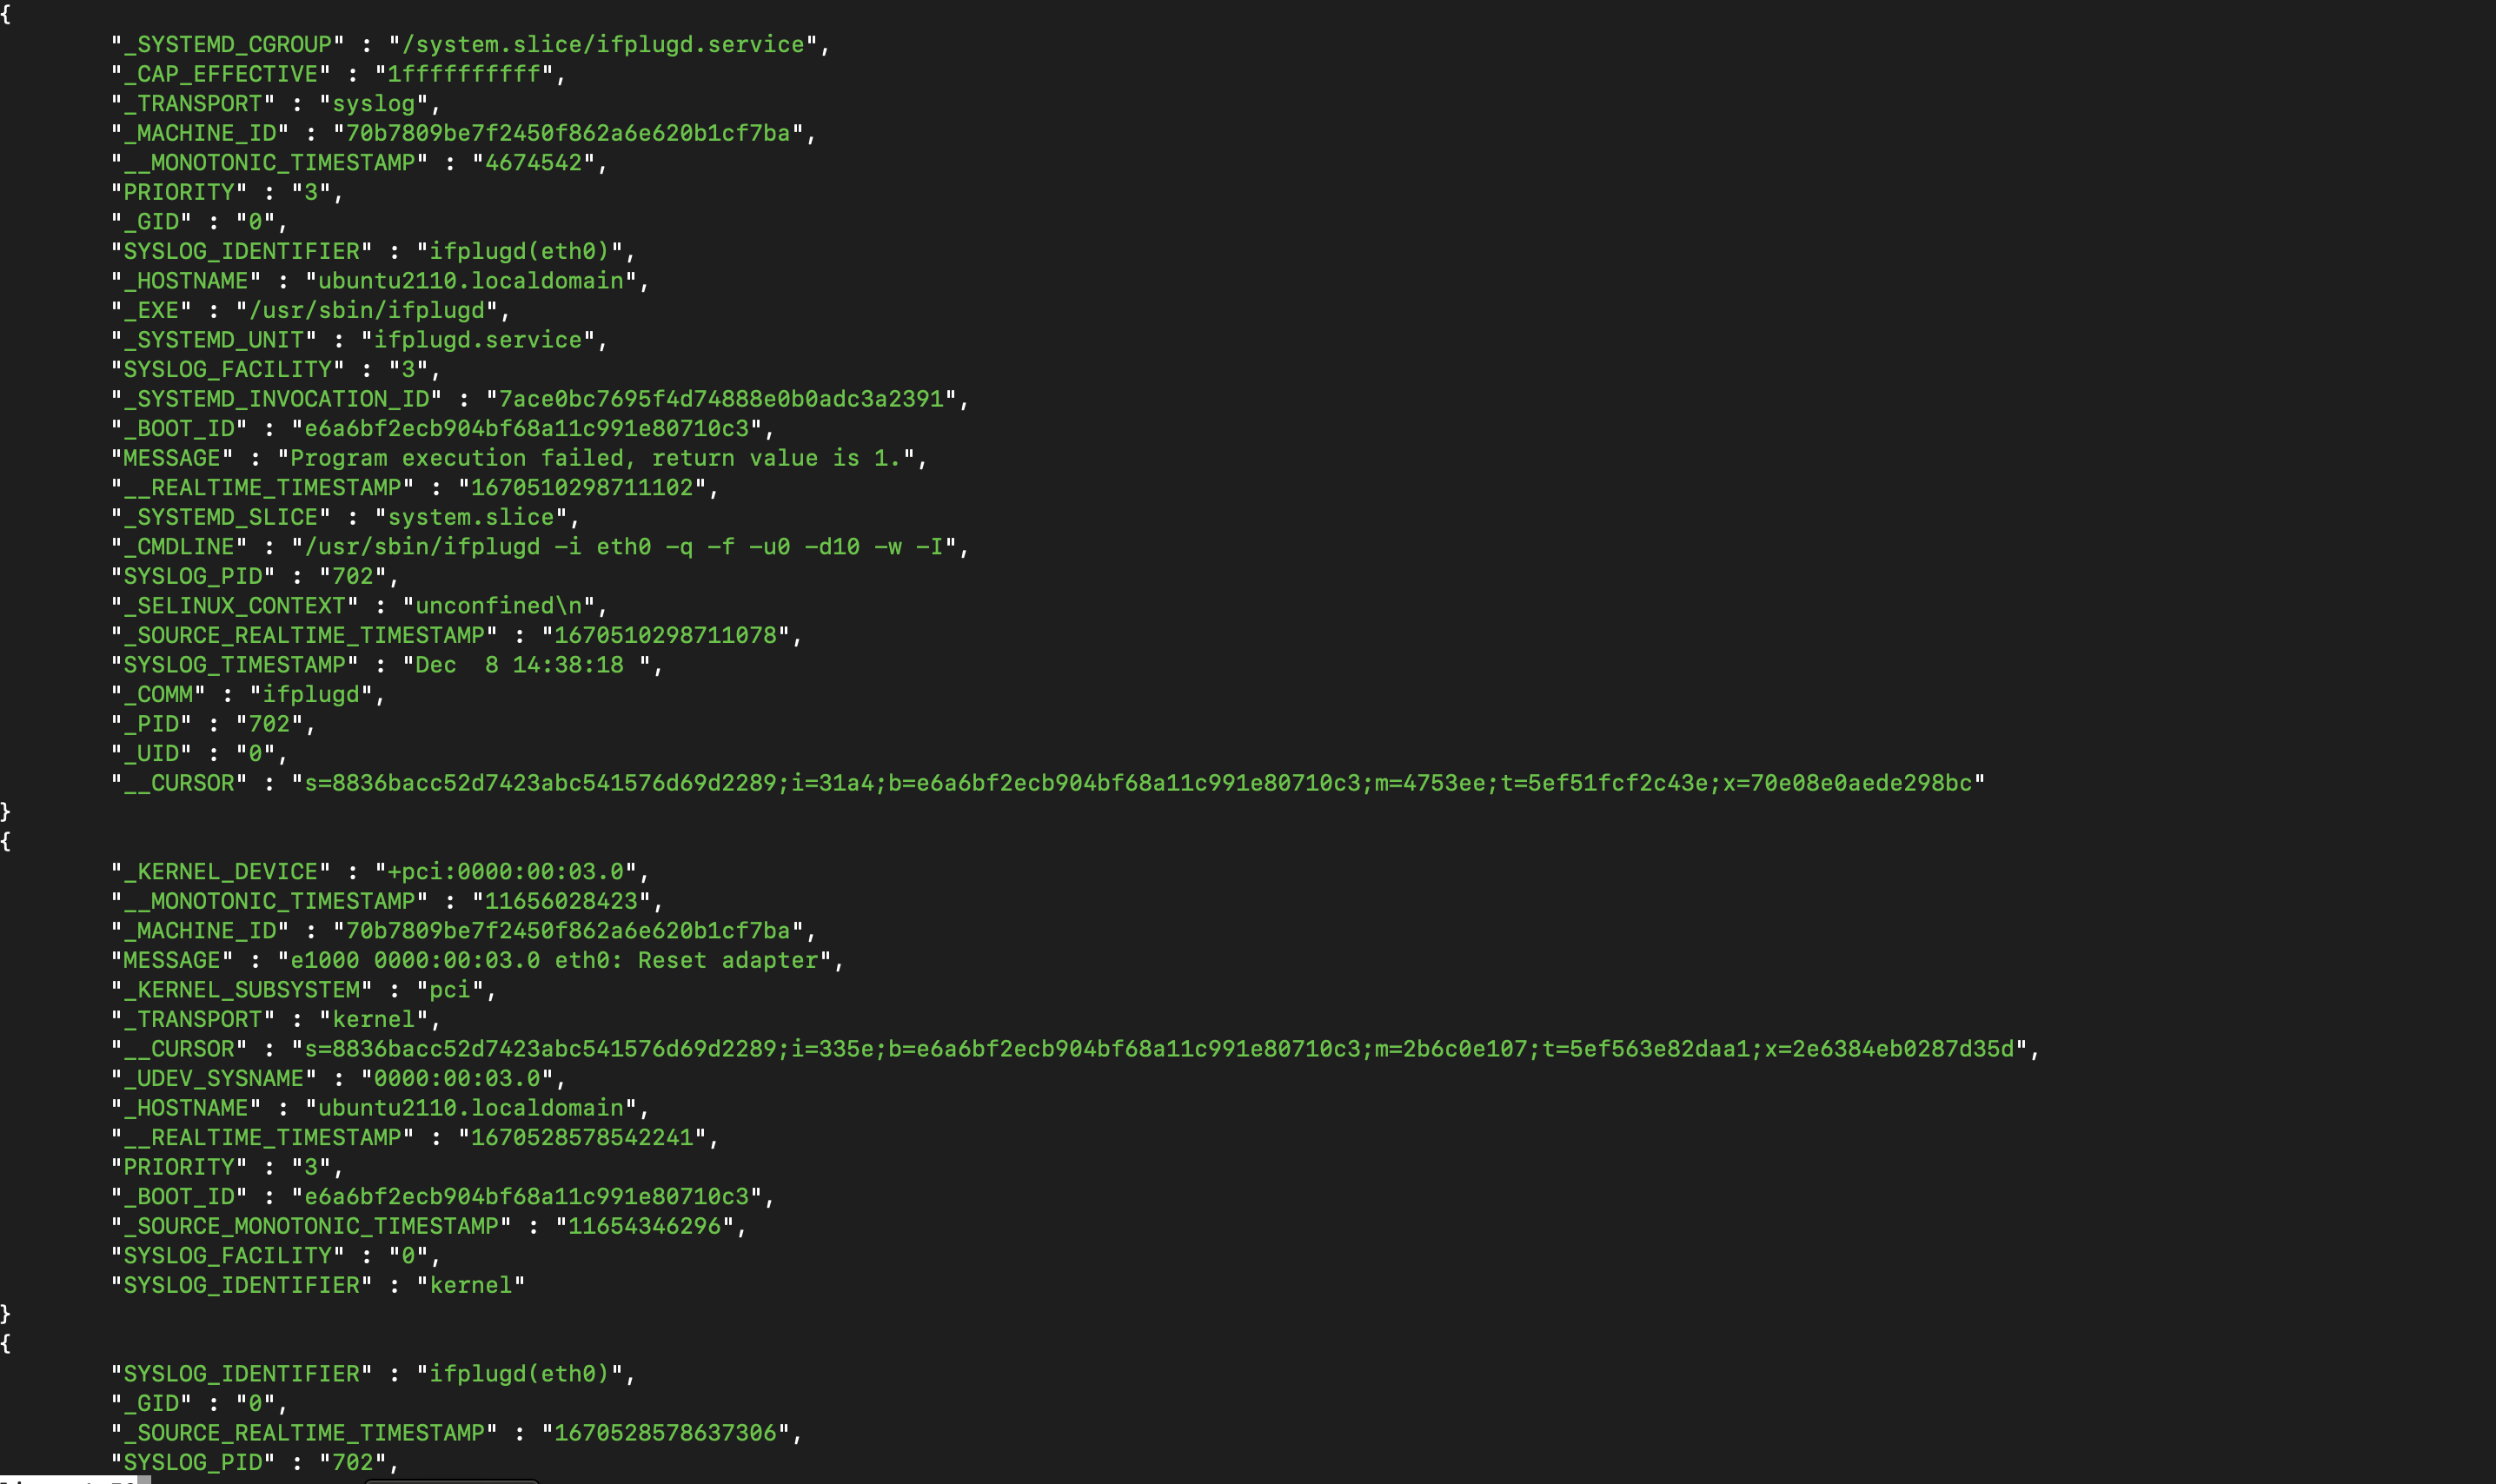 {
"_SYSTEMD_CGROUP" : "/system.slice/ifplugd.service",
"_CAP_EFFECTIVE" : "1ffffffffff",
"_TRANSPORT" : "syslog",
"_MACHINE_ID" : "70b7809be7f2450f862a6e620b1cf7ba",
"__MONOTONIC_TIMESTAMP" : "4674542",
"PRIORITY" : "3",
"_GID" : "0",
"SYSLOG_IDENTIFIER" : "ifplugd(eth0)",
"_HOSTNAME" : "ubuntu2110.localdomain",
"_EXE" : "/usr/sbin/ifplugd",
"_SYSTEMD_UNIT" : "ifplugd.service",
"SYSLOG_FACILITY" : "3",
"_SYSTEMD_INVOCATION_ID" : "7ace0bc7695f4d74888e0b0adc3a2391",
"_BOOT_ID" : "e6a6bf2ecb904bf68a11c991e80710c3",
"MESSAGE" : "Program execution failed, return value is 1.",
"__REALTIME_TIMESTAMP" : "1670510298711102",
"_SYSTEMD_SLICE" : "system.slice",
"_CMDLINE" : "/usr/sbin/ifplugd -i eth0 -q -f -u0 -d10 -w -I",
"SYSLOG_PID" : "702",
"_SELINUX_CONTEXT" : "unconfined\n",
"_SOURCE_REALTIME_TIMESTAMP" : "1670510298711078",
"SYSLOG_TIMESTAMP" : "Dec  8 14:38:18 ",
"_COMM" : "ifplugd",
"_PID" : "702",
"_UID" : "0",
"__CURSOR" : "s=8836bacc52d7423abc541576d69d2289;i=31a4;b=e6a6bf2ecb904bf68a11c991e80710c3;m=4753ee;t=5ef51fcf2c43e;x=70e08e0aede298bc"
}
{
"_KERNEL_DEVICE" : "+pci:0000:00:03.0",
"__MONOTONIC_TIMESTAMP" : "11656028423",
"_MACHINE_ID" : "70b7809be7f2450f862a6e620b1cf7ba",
"MESSAGE" : "e1000 0000:00:03.0 eth0: Reset adapter",
"_KERNEL_SUBSYSTEM" : "pci",
"_TRANSPORT" : "kernel",
"__CURSOR" : "s=8836bacc52d7423abc541576d69d2289;i=335e;b=e6a6bf2ecb904bf68a11c991e80710c3;m=2b6c0e107;t=5ef563e82daa1;x=2e6384eb0287d35d",
"_UDEV_SYSNAME" : "0000:00:03.0",
"_HOSTNAME" : "ubuntu2110.localdomain",
"__REALTIME_TIMESTAMP" : "1670528578542241",
"PRIORITY" : "3",
"_BOOT_ID" : "e6a6bf2ecb904bf68a11c991e80710c3",
"_SOURCE_MONOTONIC_TIMESTAMP" : "11654346296",
"SYSLOG_FACILITY" : "0",
"SYSLOG_IDENTIFIER" : "kernel"
}
{
"SYSLOG_IDENTIFIER" : "ifplugd(eth0)",
"_GID" : "0",
"_SOURCE_REALTIME_TIMESTAMP" : "1670528578637306",
"SYSLOG_PID" : "702",